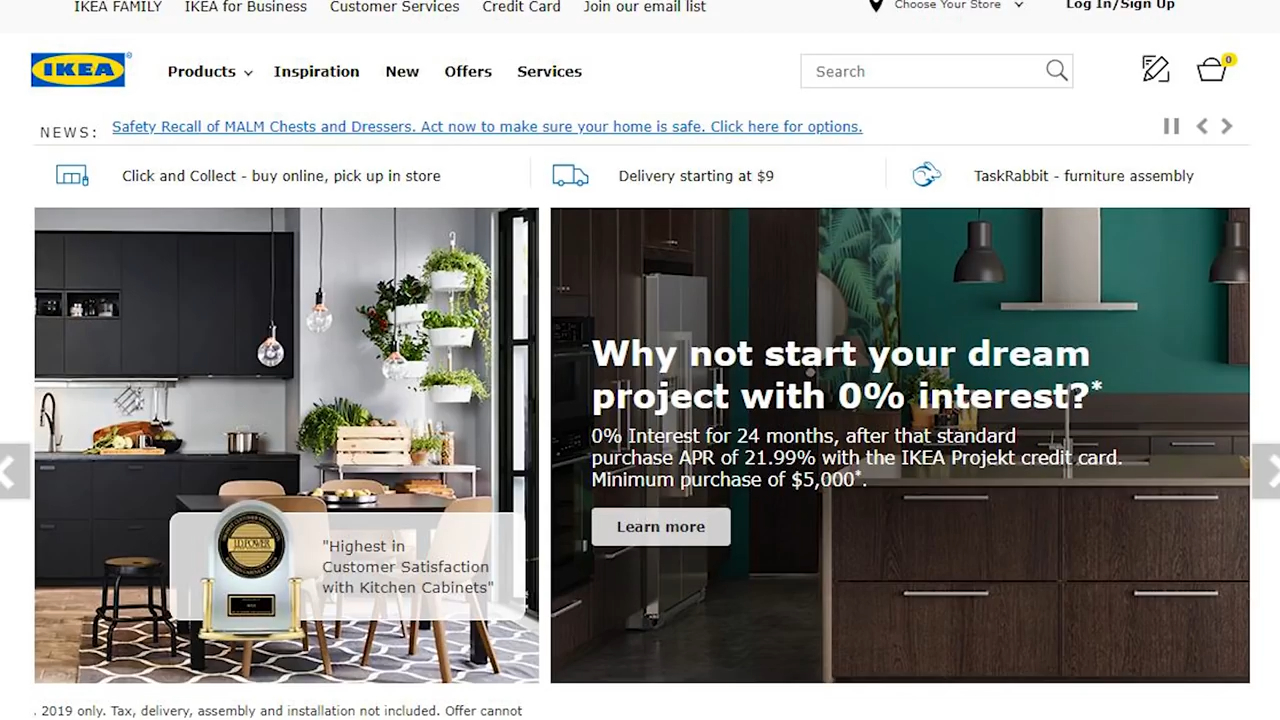 IKEA FAMILY IKEA for Business Customer Services Credit Card Join our email list Choose Your Store Log In/Sign Up
IKEA® Products Inspiration New Offers Services Search 0
NEWS: Safety Recall of MALM Chests and Dressers. Act now to make sure your home is safe. Click here for options.
Click and Collect - buy online, pick up in store Delivery starting at $9 TaskRabbit - furniture assembly
Why not start your dream
project with 0% interest?*
0% Interest for 24 months, after that standard
purchase APR of 21.99% with the IKEA Projekt credit card.
Minimum purchase of $5,000*.
Learn more
J.D. POWER
"Highest in
Customer Satisfaction
with Kitchen Cabinets"
. 2019 only. Tax, delivery, assembly and installation not included. Offer cannot